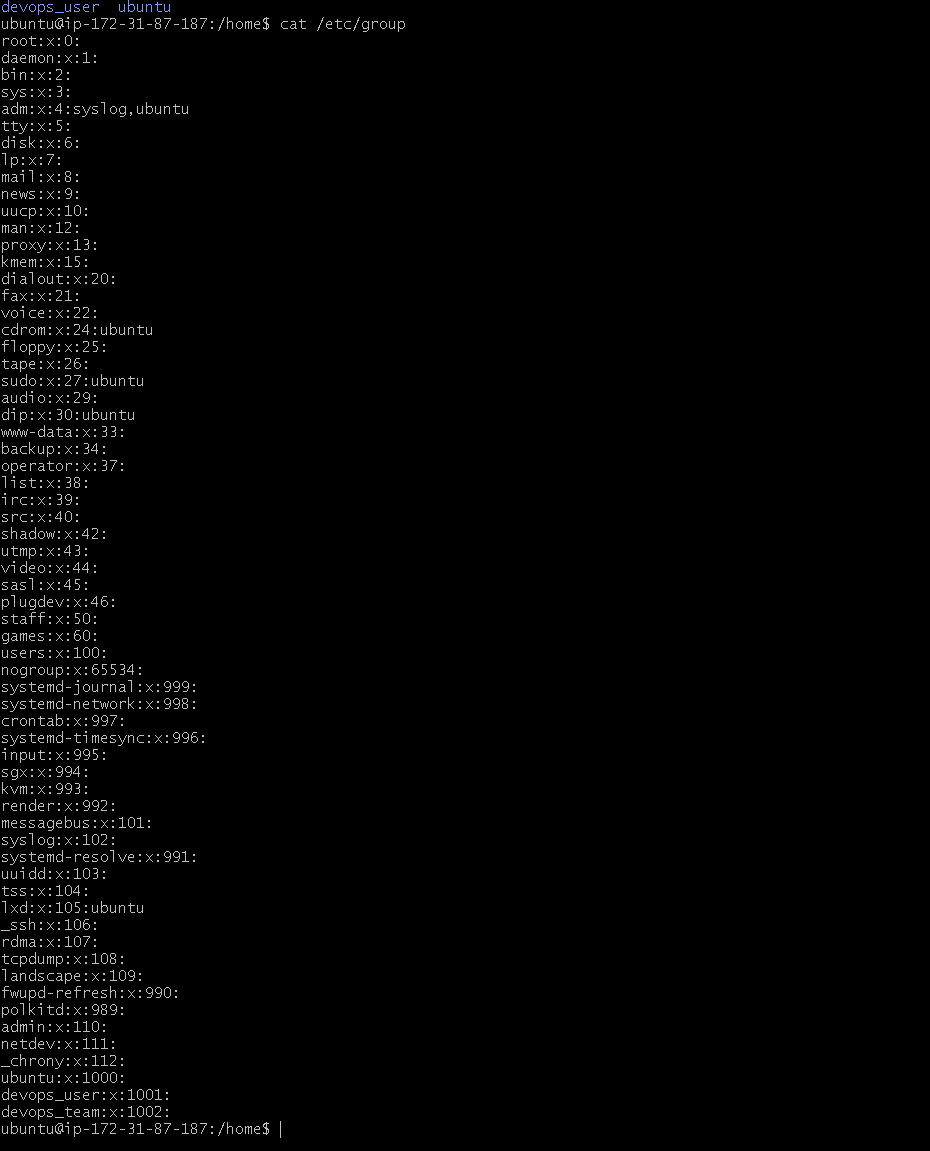 devops_user  ubuntu
ubuntu@ip-172-31-87-187:/home$ cat /etc/group
root:x:0:
daemon:x:1:
bin:x:2:
sys:x:3:
adm:x:4:syslog,ubuntu
tty:x:5:
disk:x:6:
lp:x:7:
mail:x:8:
news:x:9:
uucp:x:10:
man:x:12:
proxy:x:13:
kmem:x:15:
dialout:x:20:
fax:x:21:
voice:x:22:
cdrom:x:24:ubuntu
floppy:x:25:
tape:x:26:
sudo:x:27:ubuntu
audio:x:29:
dip:x:30:ubuntu
www-data:x:33:
backup:x:34:
operator:x:37:
list:x:38:
irc:x:39:
src:x:40:
shadow:x:42:
utmp:x:43:
video:x:44:
sasl:x:45:
plugdev:x:46:
staff:x:50:
games:x:60:
users:x:100:
nogroup:x:65534:
systemd-journal:x:999:
systemd-network:x:998:
crontab:x:997:
systemd-timesync:x:996:
input:x:995:
sgx:x:994:
kvm:x:993:
render:x:992:
messagebus:x:101:
syslog:x:102:
systemd-resolve:x:991:
uuidd:x:103:
tss:x:104:
lxd:x:105:ubuntu
_ssh:x:106:
rdma:x:107:
tcpdump:x:108:
landscape:x:109:
fwupd-refresh:x:990:
polkitd:x:989:
admin:x:110:
netdev:x:111:
_chrony:x:112:
ubuntu:x:1000:
devops_user:x:1001:
devops_team:x:1002:
ubuntu@ip-172-31-87-187:/home$